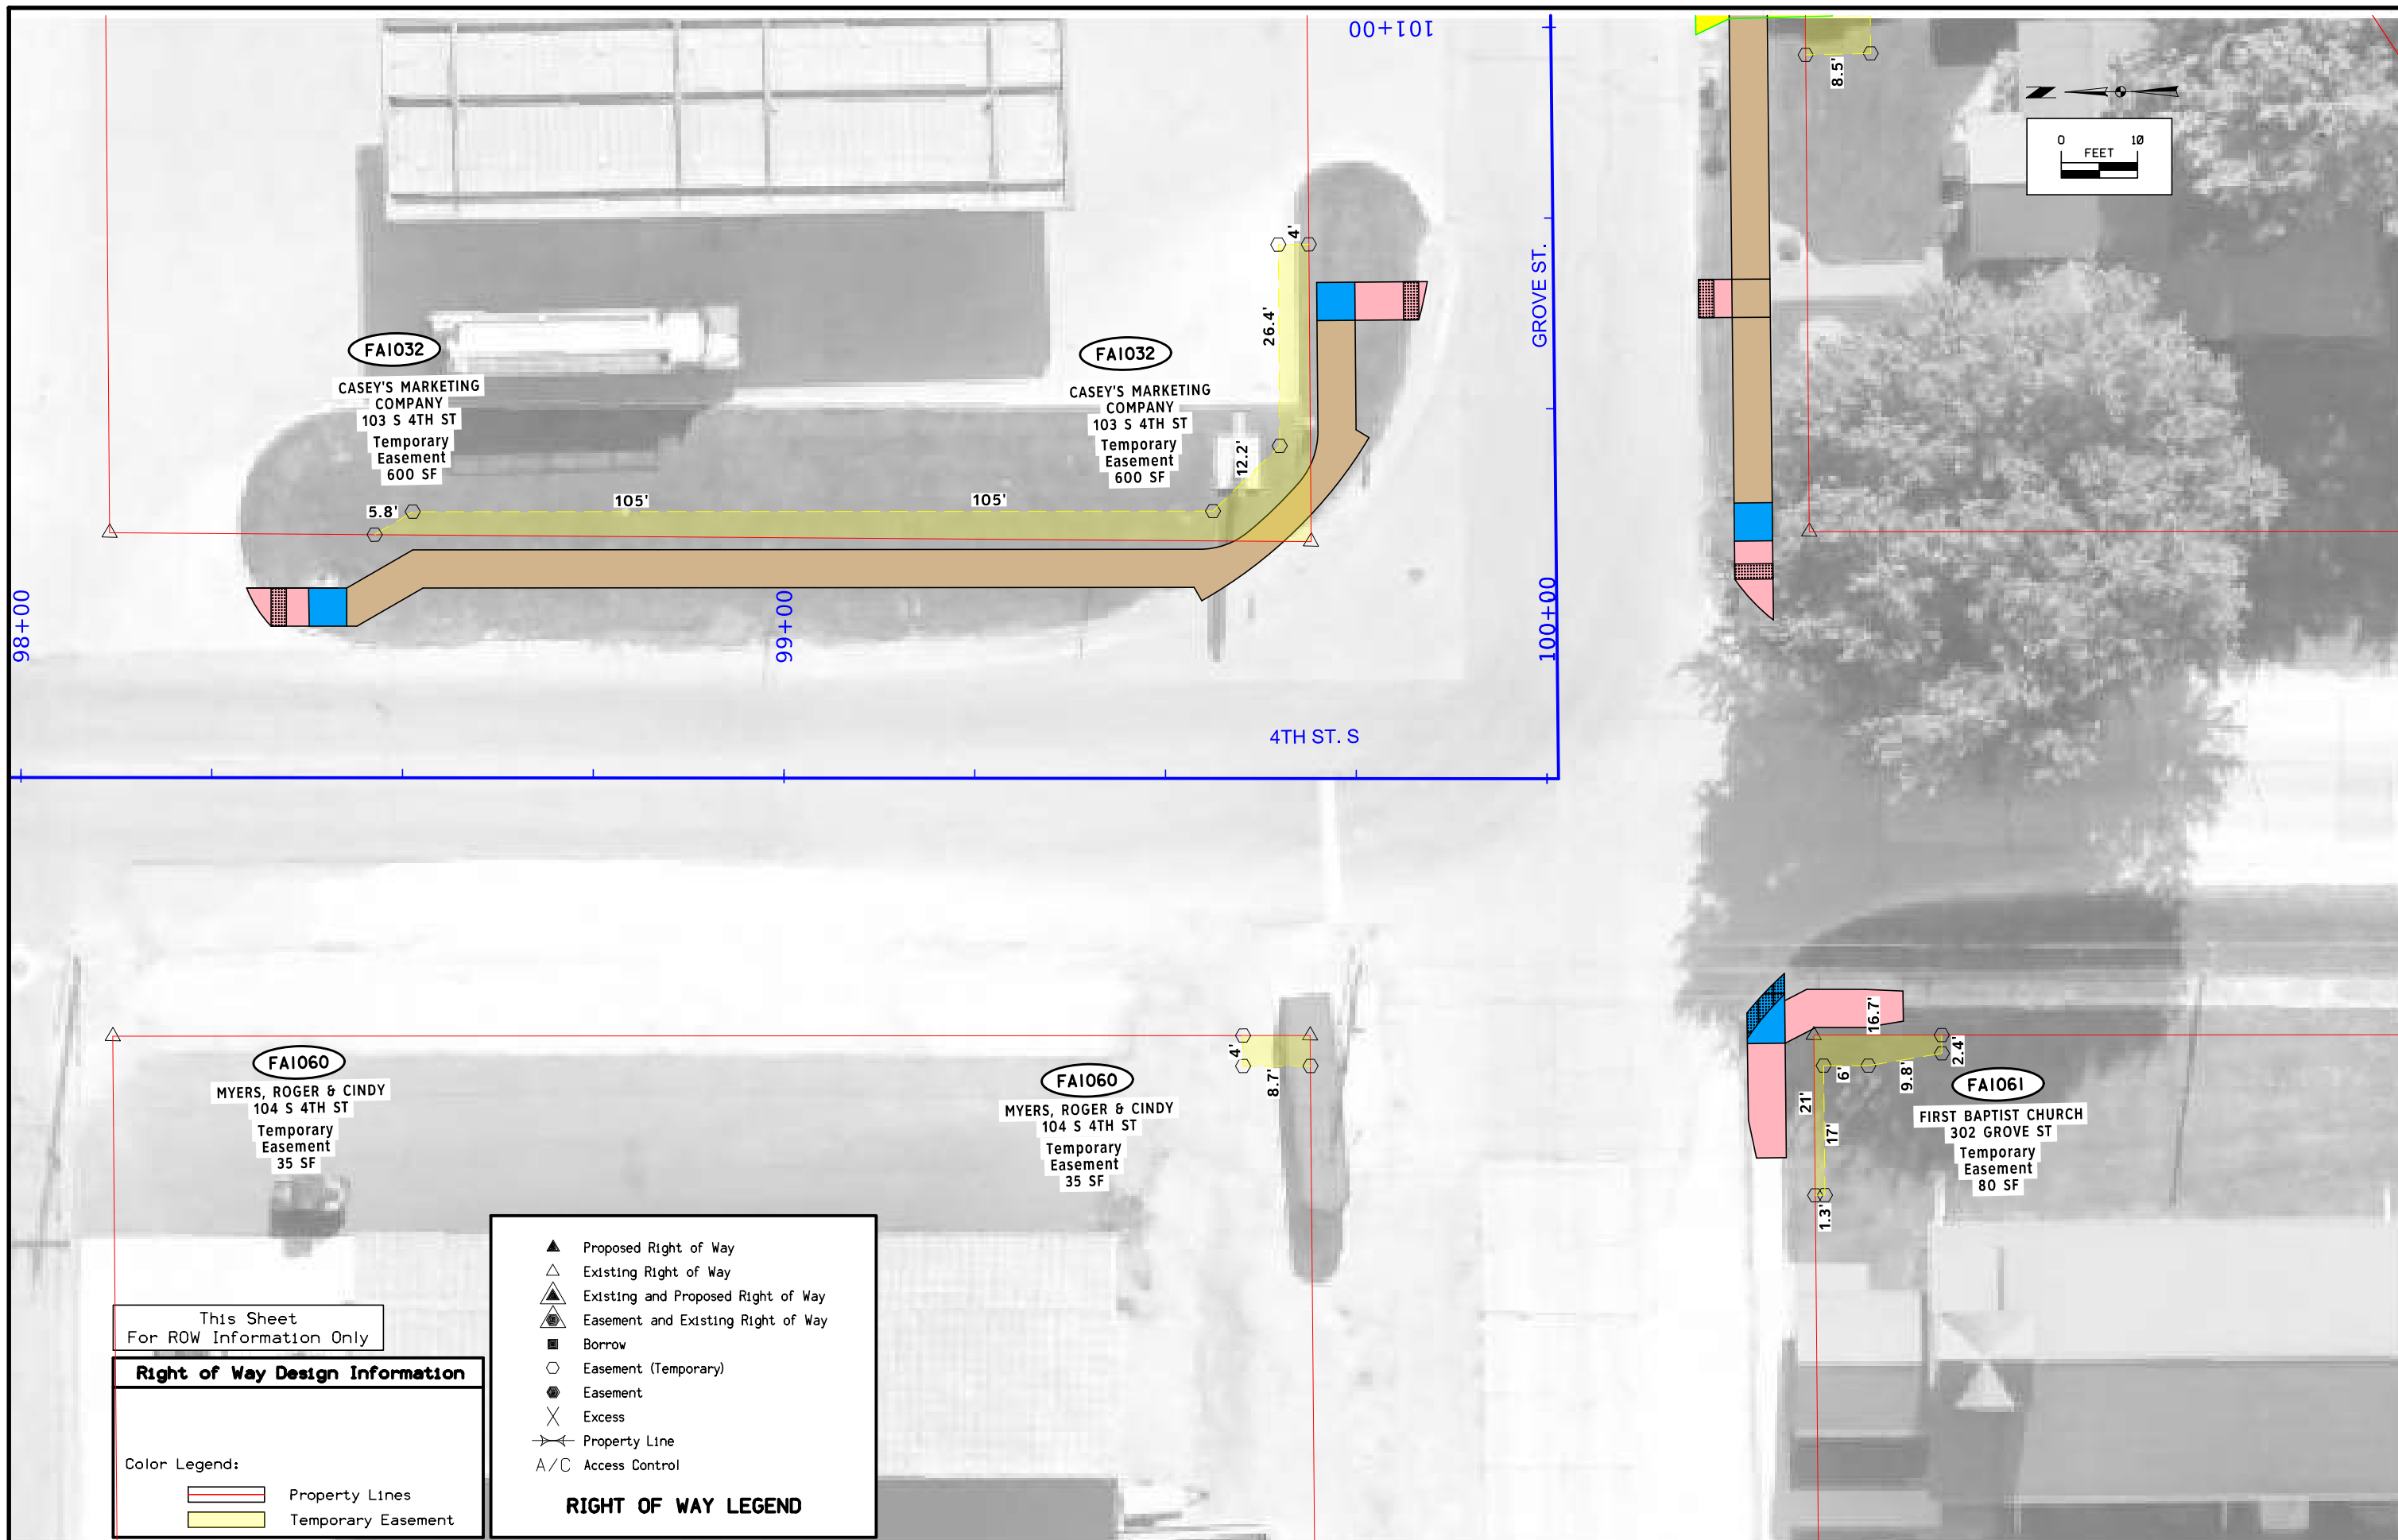 101+00
8.5'
0 10
FEET
4'
GROVE ST.
26.4'
FA1032
CASEY'S MARKETING
COMPANY
103 S 4TH ST
Temporary
Easement
600 SF
FA1032
CASEY'S MARKETING
COMPANY
103 S 4TH ST
Temporary
Easement
600 SF
12.2'
5.8'
105'
105'
98+00
99+00
100+00
4TH ST. S
FA1060
MYERS, ROGER & CINDY
104 S 4TH ST
Temporary
Easement
35 SF
4'
8.7'
FA1060
MYERS, ROGER & CINDY
104 S 4TH ST
Temporary
Easement
35 SF
16.7'
2.4'
6'
9.8'
21'
17'
1.3'
FA1061
FIRST BAPTIST CHURCH
302 GROVE ST
Temporary
Easement
80 SF
This Sheet
For ROW Information Only
Right of Way Design Information
Color Legend:
Property Lines
Temporary Easement
Proposed Right of Way
Existing Right of Way
Existing and Proposed Right of Way
Easement and Existing Right of Way
Borrow
Easement (Temporary)
Easement
Excess
Property Line
A/C Access Control
RIGHT OF WAY LEGEND